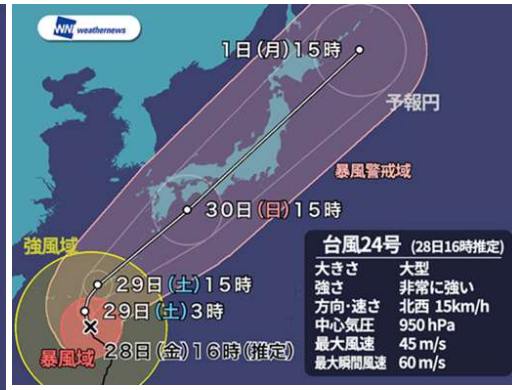 WNI weathernews
1日(月)15時
予報円
暴風警戒域
30日(日)15時
強風域
29日(土)15時
29日(土)3時
暴風域
28日(金)16時(推定)
台風24号 (28日16時推定)
大きさ 大型
強さ 非常に強い
方向・速さ 北西 15km/h
中心気圧 950 hPa
最大風速 45 m/s
最大瞬間風速 60 m/s